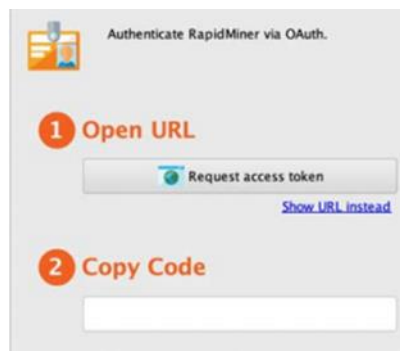 Authenticate RapidMiner via OAuth.
1 Open URL
Request access token
Show URL instead
2 Copy Code